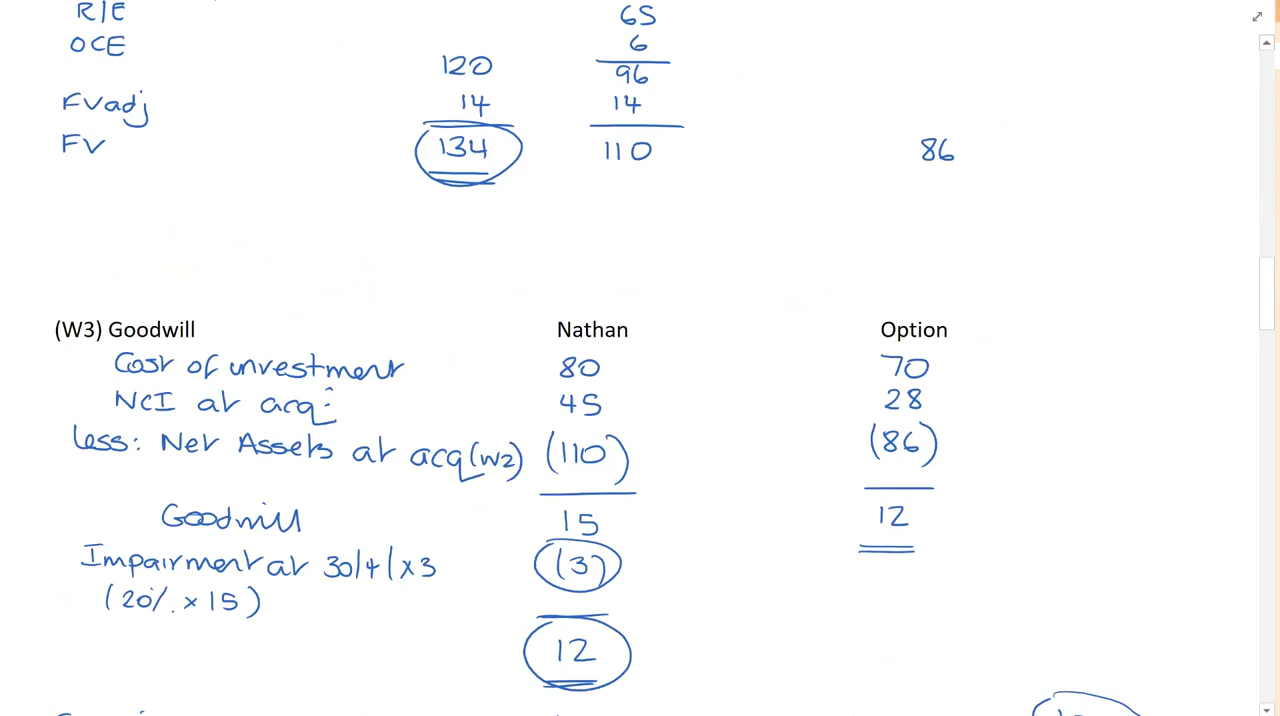 R/E 65
OCE 6
120 96
FVadj 14 14
FV 134 110 86
(W3) Goodwill Nathan Option
Cost of investment 80 70
NCI at acq: 45 28
Less: Net Assets at acq (W2) (110) (86)
Goodwill 15 12
Impairment at 30/4/x3 (3)
(20% x 15)
12